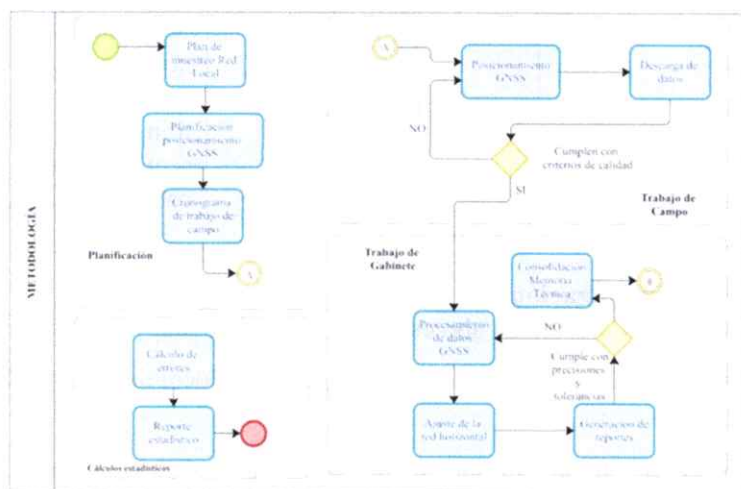 METODOLOGÍA
Plan de
muestreo Red
Local
Planificación
posicionamiento
GNSS
Cronograma
de trabajo de
campo
Planificación
A
A
Posicionamiento
GNSS
Descarga de
datos
NO
Cumplen con
criterios de calidad
SI
Trabajo de
Campo
Trabajo de
Gabinete
Consolidación
Memoria
Técnica
B
Procesamiento
de datos
GNSS
NO
Cumple con
precisiones
y
tolerancias
Ajuste de la
red horizontal
Generación de
reportes
Cálculo de
errores
Reporte
estadístico
Cálculos estadísticos